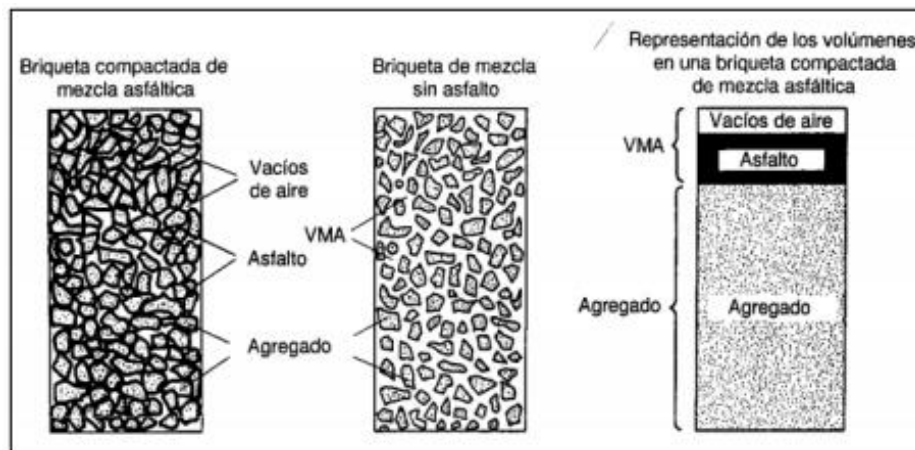 Briqueta compactada de
mezcla asfáltica
Vacíos
de aire
Asfalto
Agregado
Briqueta de mezcla
sin asfalto
VMA
Representación de los volúmenes
en una briqueta compactada
de mezcla asfáltica
VMA
Vacíos de aire
Asfalto
Agregado
Agregado